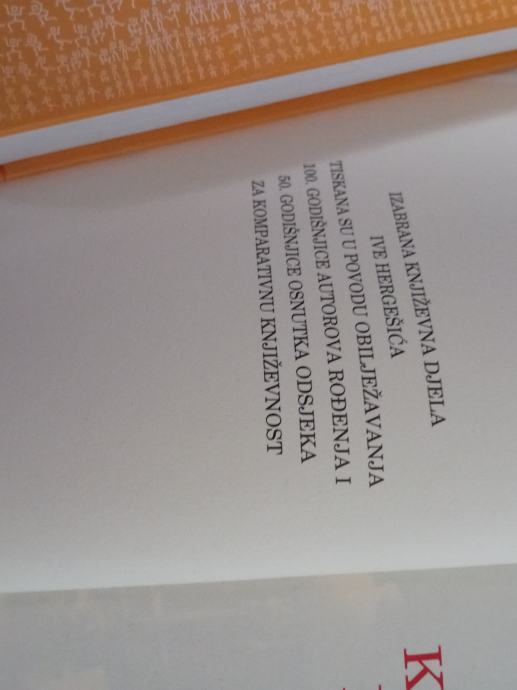 IZABRANA KNJIŽEVNA DJELA
IVE HERGEŠIĆA
TISKANA SU U POVODU OBILJEŽAVANJA
100. GODIŠNJICE AUTOROVA ROĐENJA I
50. GODIŠNJICE OSNUTKA ODSJEKA
ZA KOMPARATIVNU KNJIŽEVNOST
K